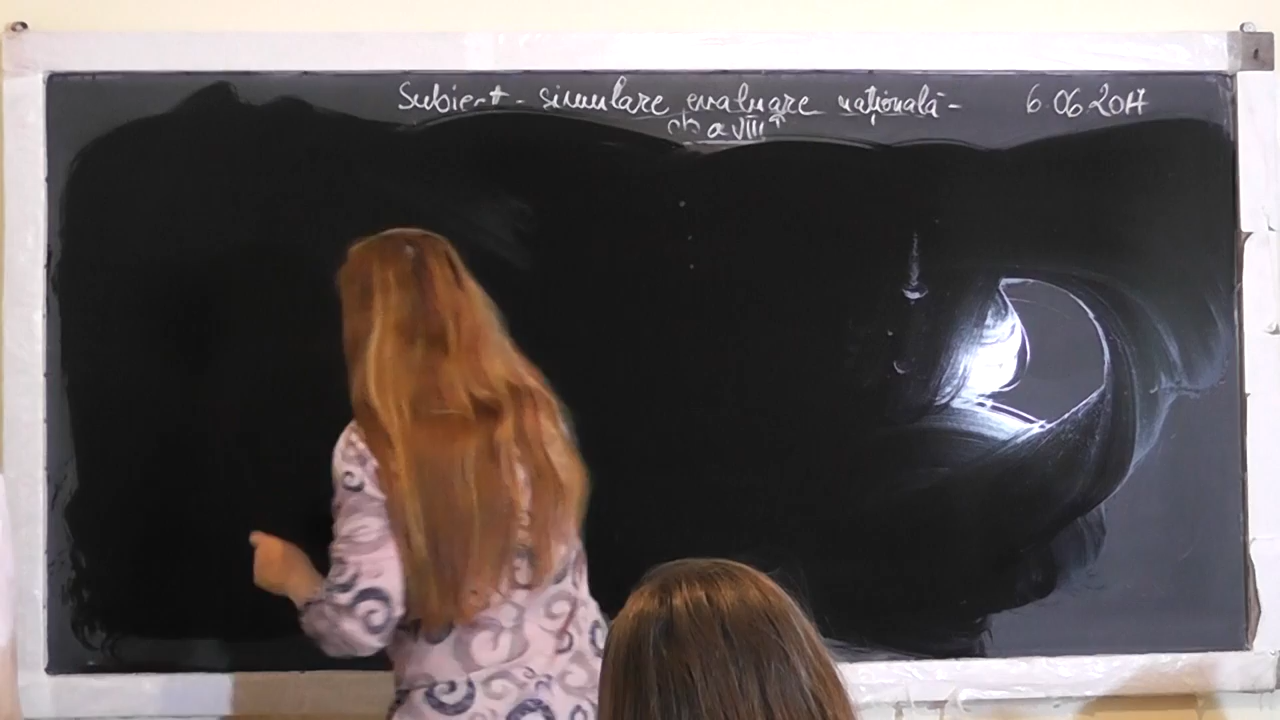 Subiect - simulare evaluare națională - 6.06.2017
cls a VIII a